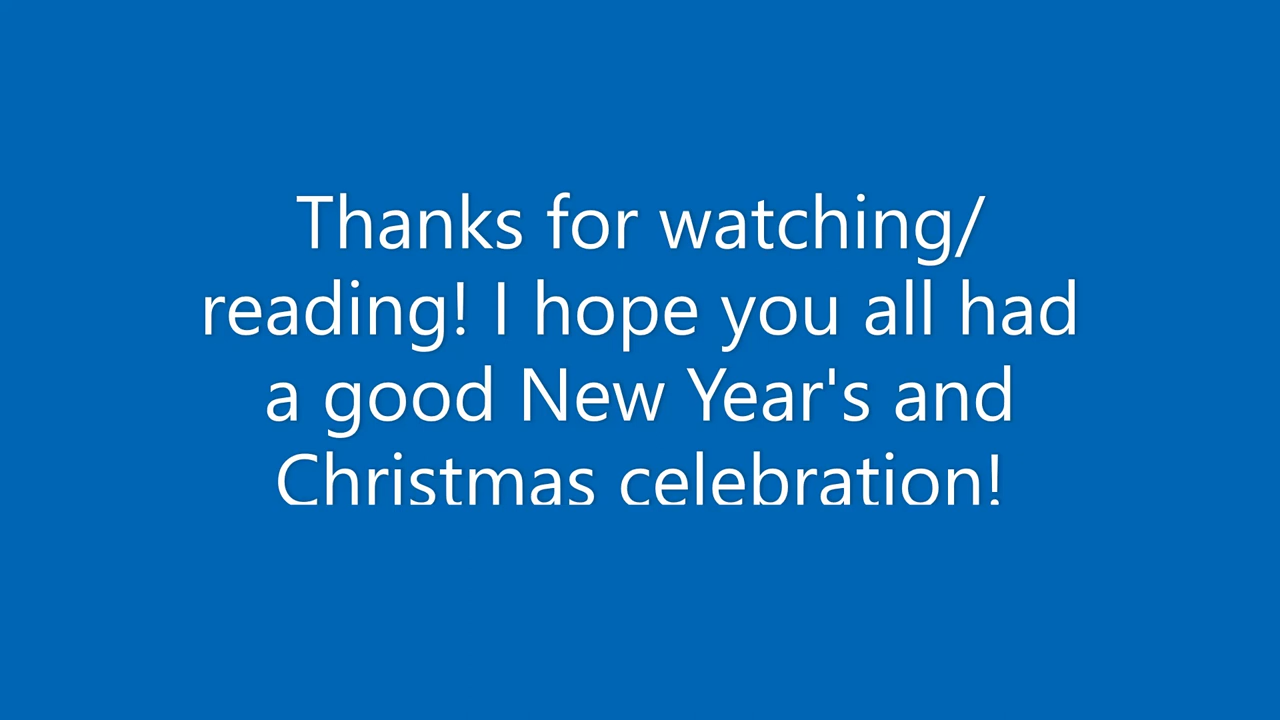 Thanks for watching/
reading! I hope you all had
a good New Year's and
Christmas celebration!